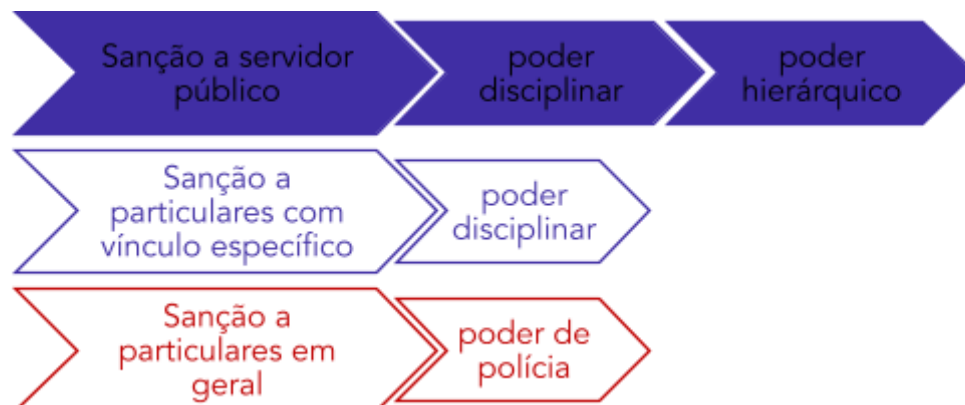 Sanção a servidor
público
poder
disciplinar
poder
hierárquico
Sanção a
particulares com
vínculo específico
poder
disciplinar
Sanção a
particulares em
geral
poder de
polícia